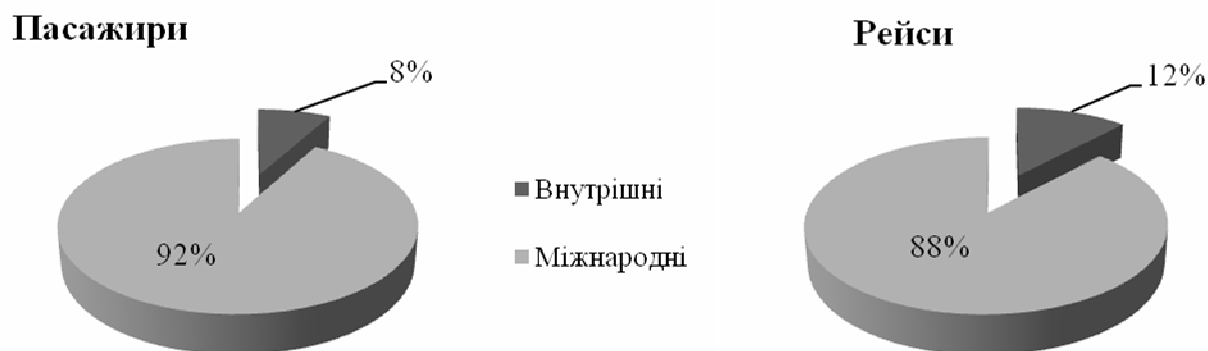 Пасажири
8%
92%
Внутрішні
Міжнародні
Рейси
12%
88%